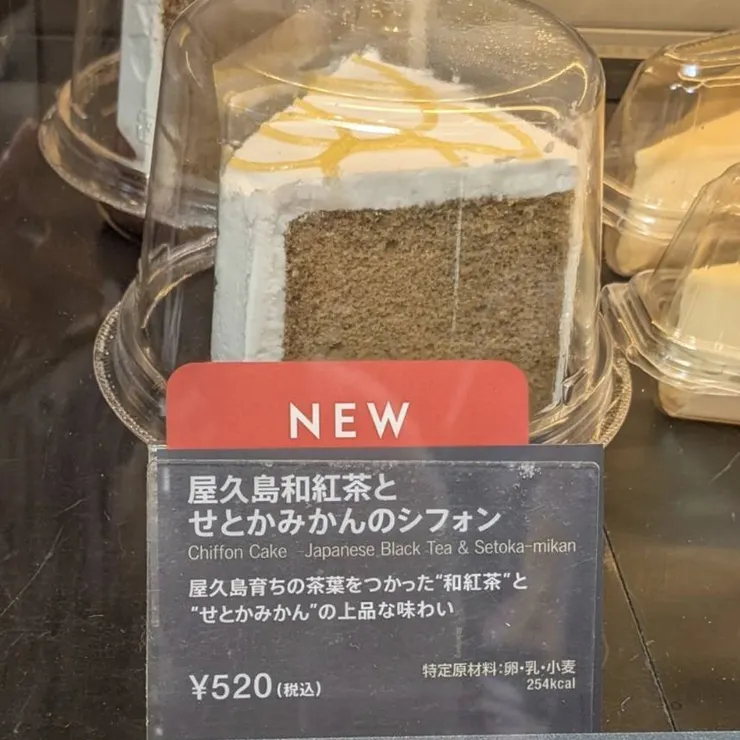 NEW
屋久島和紅茶と
せとかみかんのシフォン
Chiffon Cake -Japanese Black Tea & Setoka-mikan
屋久島育ちの茶葉をつかった“和紅茶”と
“せとかみかん”の上品な味わい
¥520(税込)
特定原材料:卵・乳・小麦
254kcal